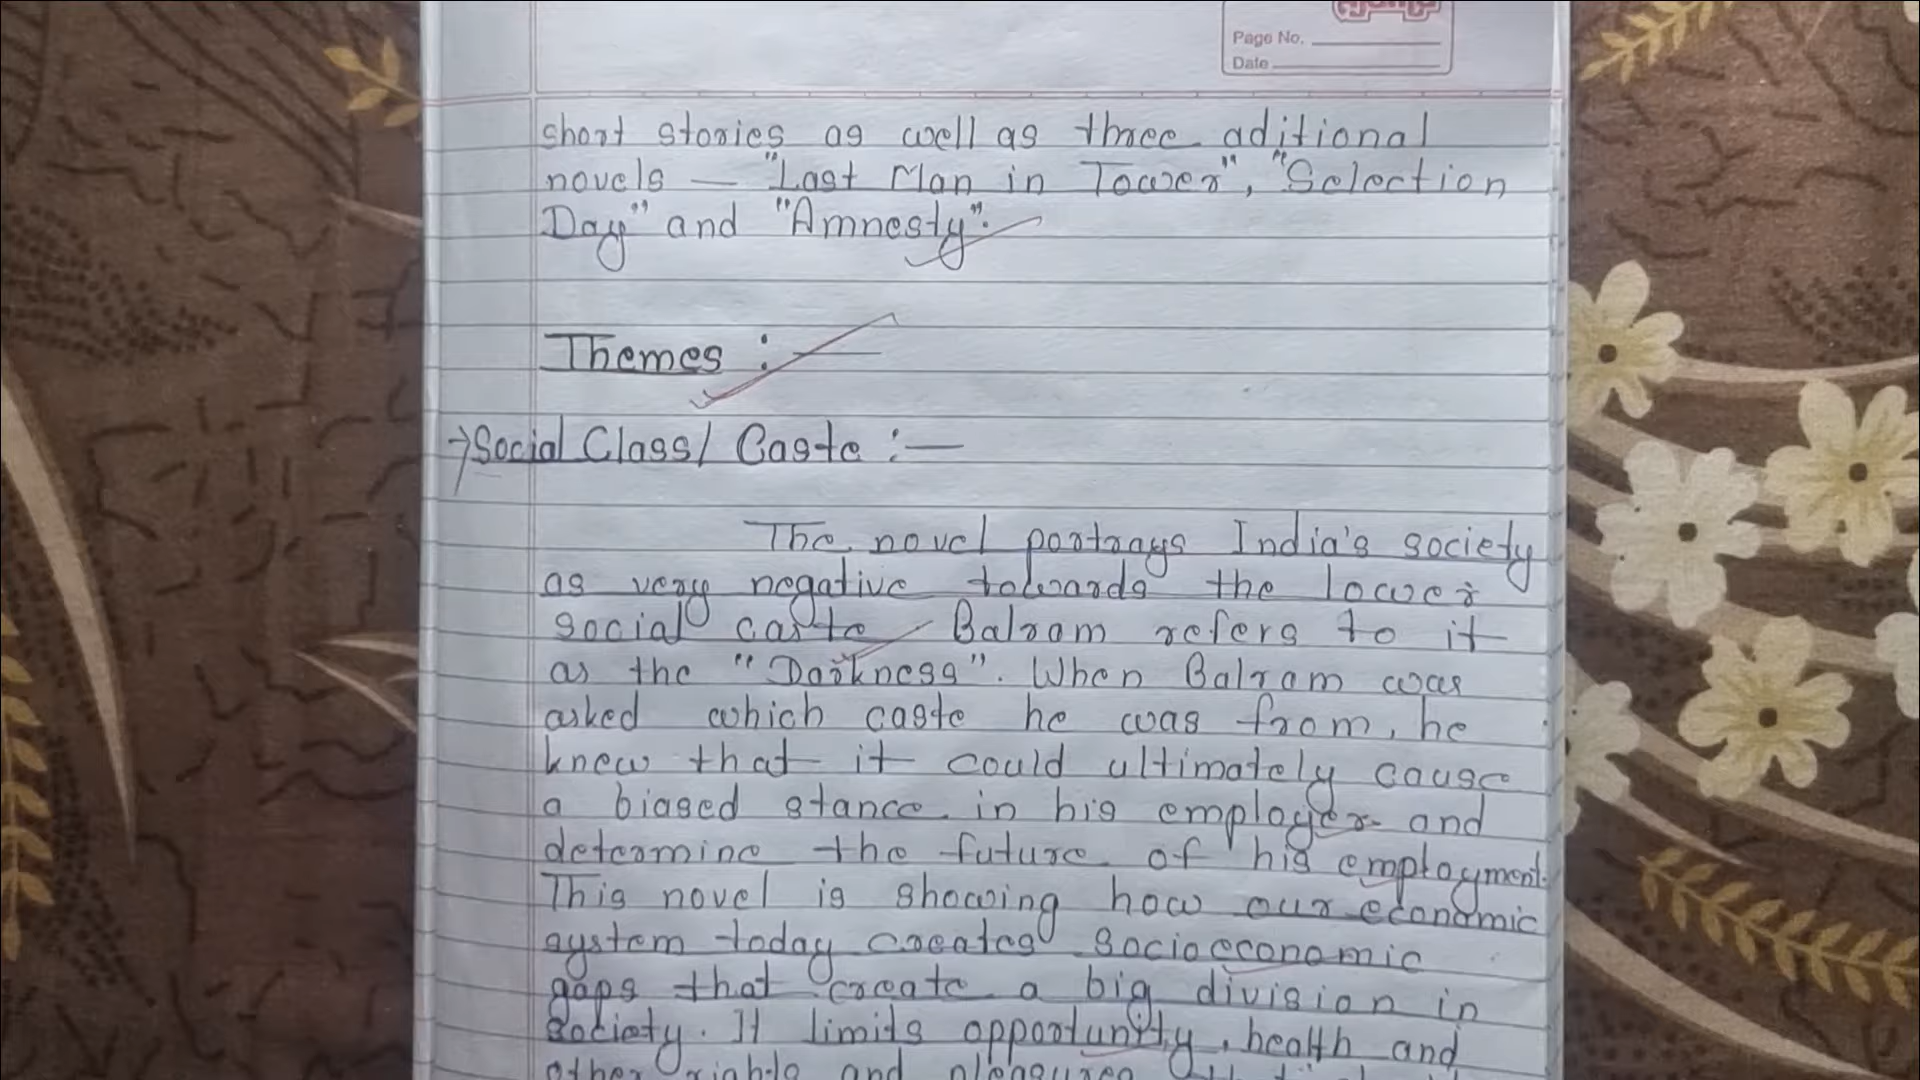 Page No.
Date
short stories as well as three aditional
novels — "Last Man in Tower", "Selection
Day" and "Amnesty".
Themes :—
→Social Class/ Caste :—
The novel portrays India's society
as very negative towards the lower
social caste Balram refers to it
as the "Darkness". When Balram was
asked which caste he was from, he
knew that it could ultimately cause
a biased stance in his employer and
determine the future of his employment.
This novel is showing how our economic
system today creates socioeconomic
gaps that create a big division in
society. It limits opportunity, health and
other rights and pleasures